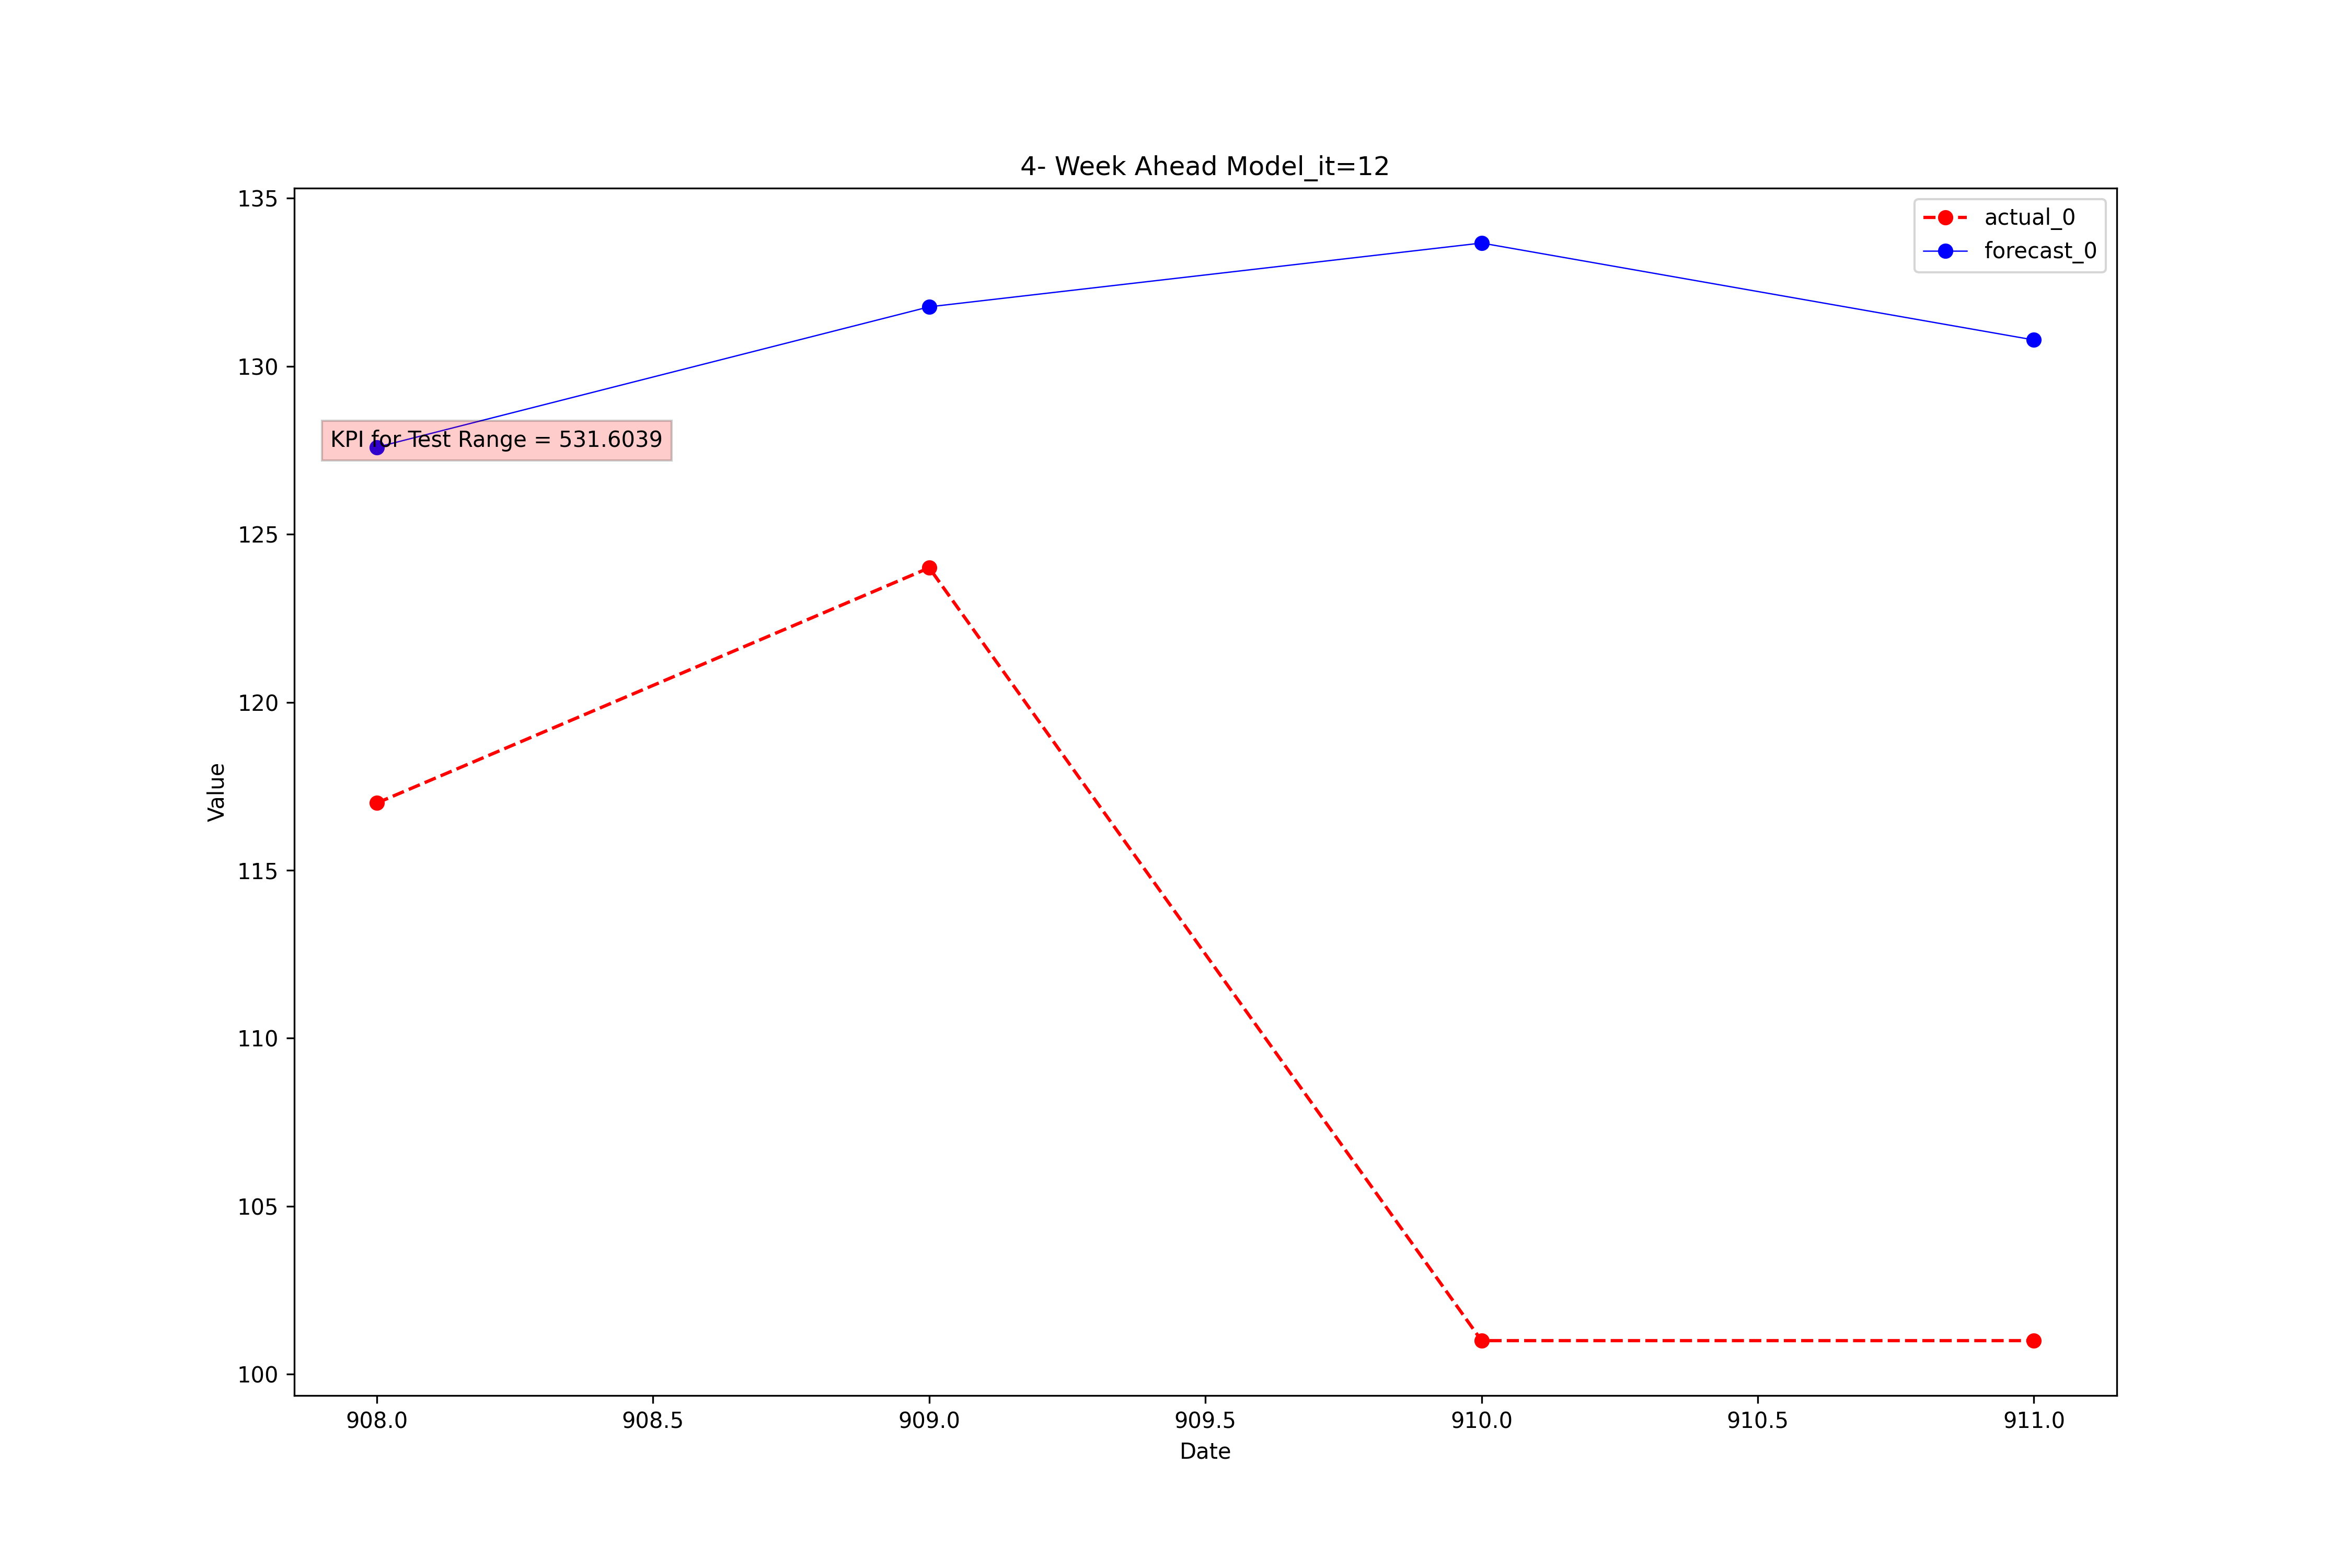 4- Week Ahead Model_it=12
135
130
125
120
115
110
105
100
Value
KPI for Test Range = 531.6039
actual_0
forecast_0
908.0 908.5 909.0 909.5 910.0 910.5 911.0
Date